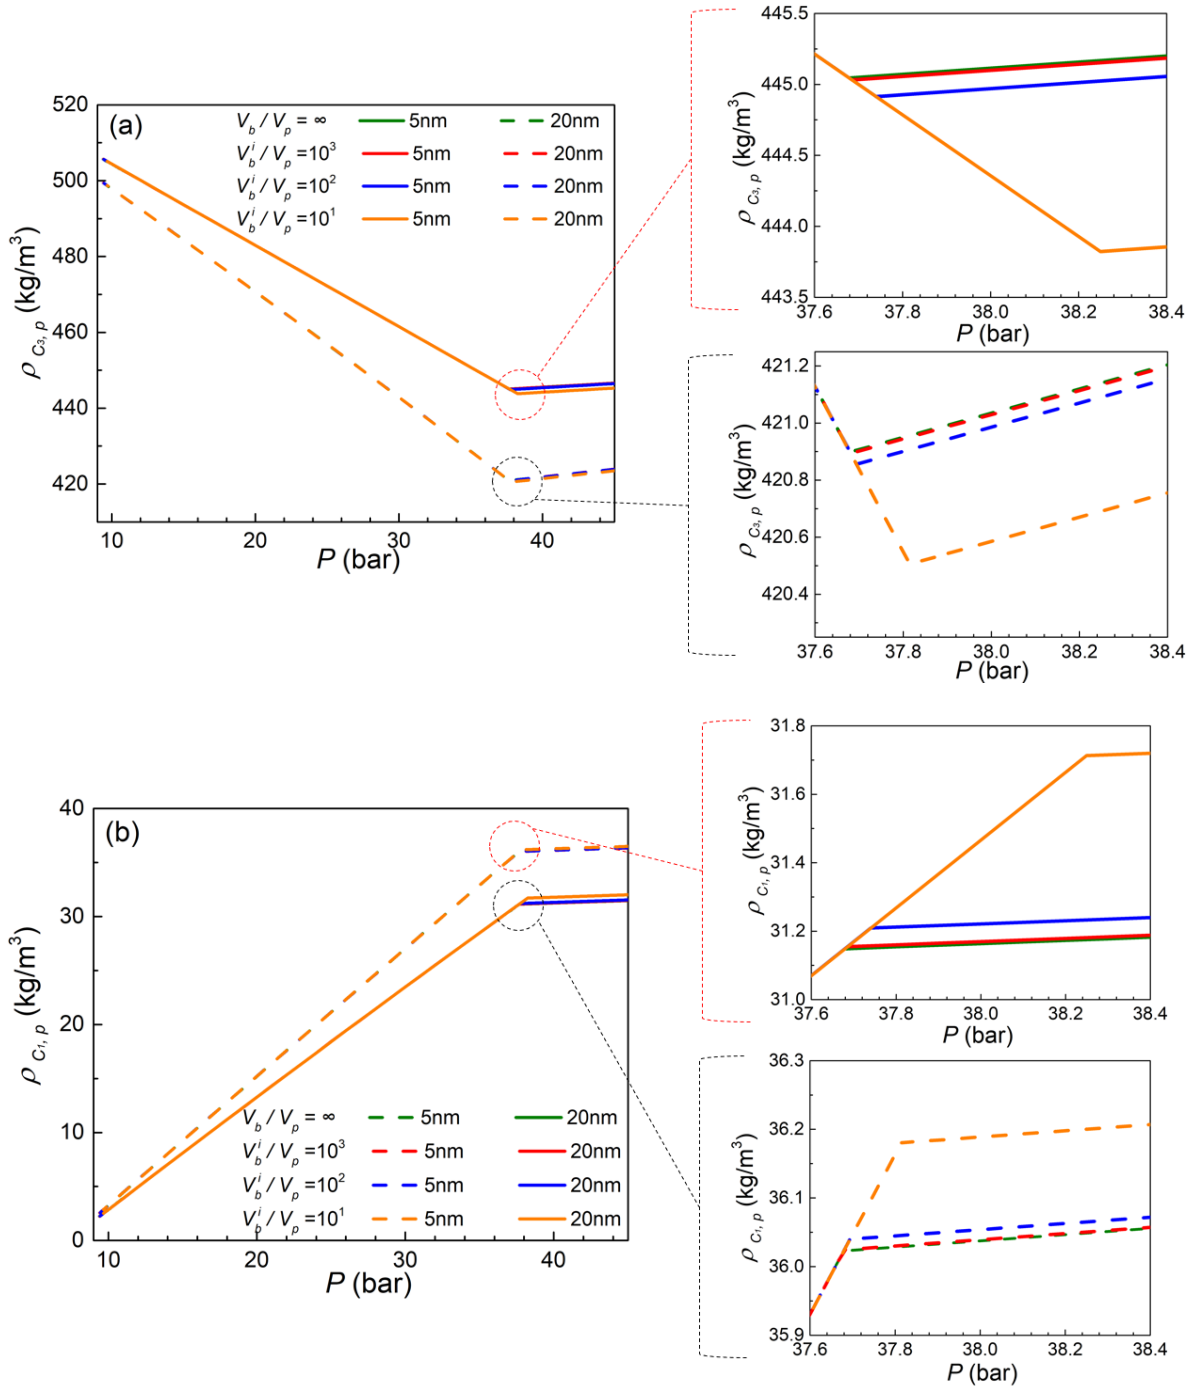 (a)
V_b / V_p = ∞ 5nm 20nm
V_b^i / V_p =10^3 5nm 20nm
V_b^i / V_p =10^2 5nm 20nm
V_b^i / V_p =10^1 5nm 20nm
520
500
480
460
440
420
ρ C3, p (kg/m^3)
10 20 30 40
P (bar)
445.5
445.0
444.5
444.0
443.5
ρ C3, p (kg/m^3)
37.6 37.8 38.0 38.2 38.4
P (bar)
421.2
421.0
420.8
420.6
420.4
ρ C3, p (kg/m^3)
37.6 37.8 38.0 38.2 38.4
P (bar)
(b)
40
30
20
10
0
ρ C1, p (kg/m^3)
V_b / V_p = ∞ 5nm 20nm
V_b^i / V_p =10^3 5nm 20nm
V_b^i / V_p =10^2 5nm 20nm
V_b^i / V_p =10^1 5nm 20nm
10 20 30 40
P (bar)
31.8
31.6
31.4
31.2
31.0
ρ C1, p (kg/m^3)
37.6 37.8 38.0 38.2 38.4
P (bar)
36.3
36.2
36.1
36.0
35.9
ρ C1, p (kg/m^3)
37.6 37.8 38.0 38.2 38.4
P (bar)